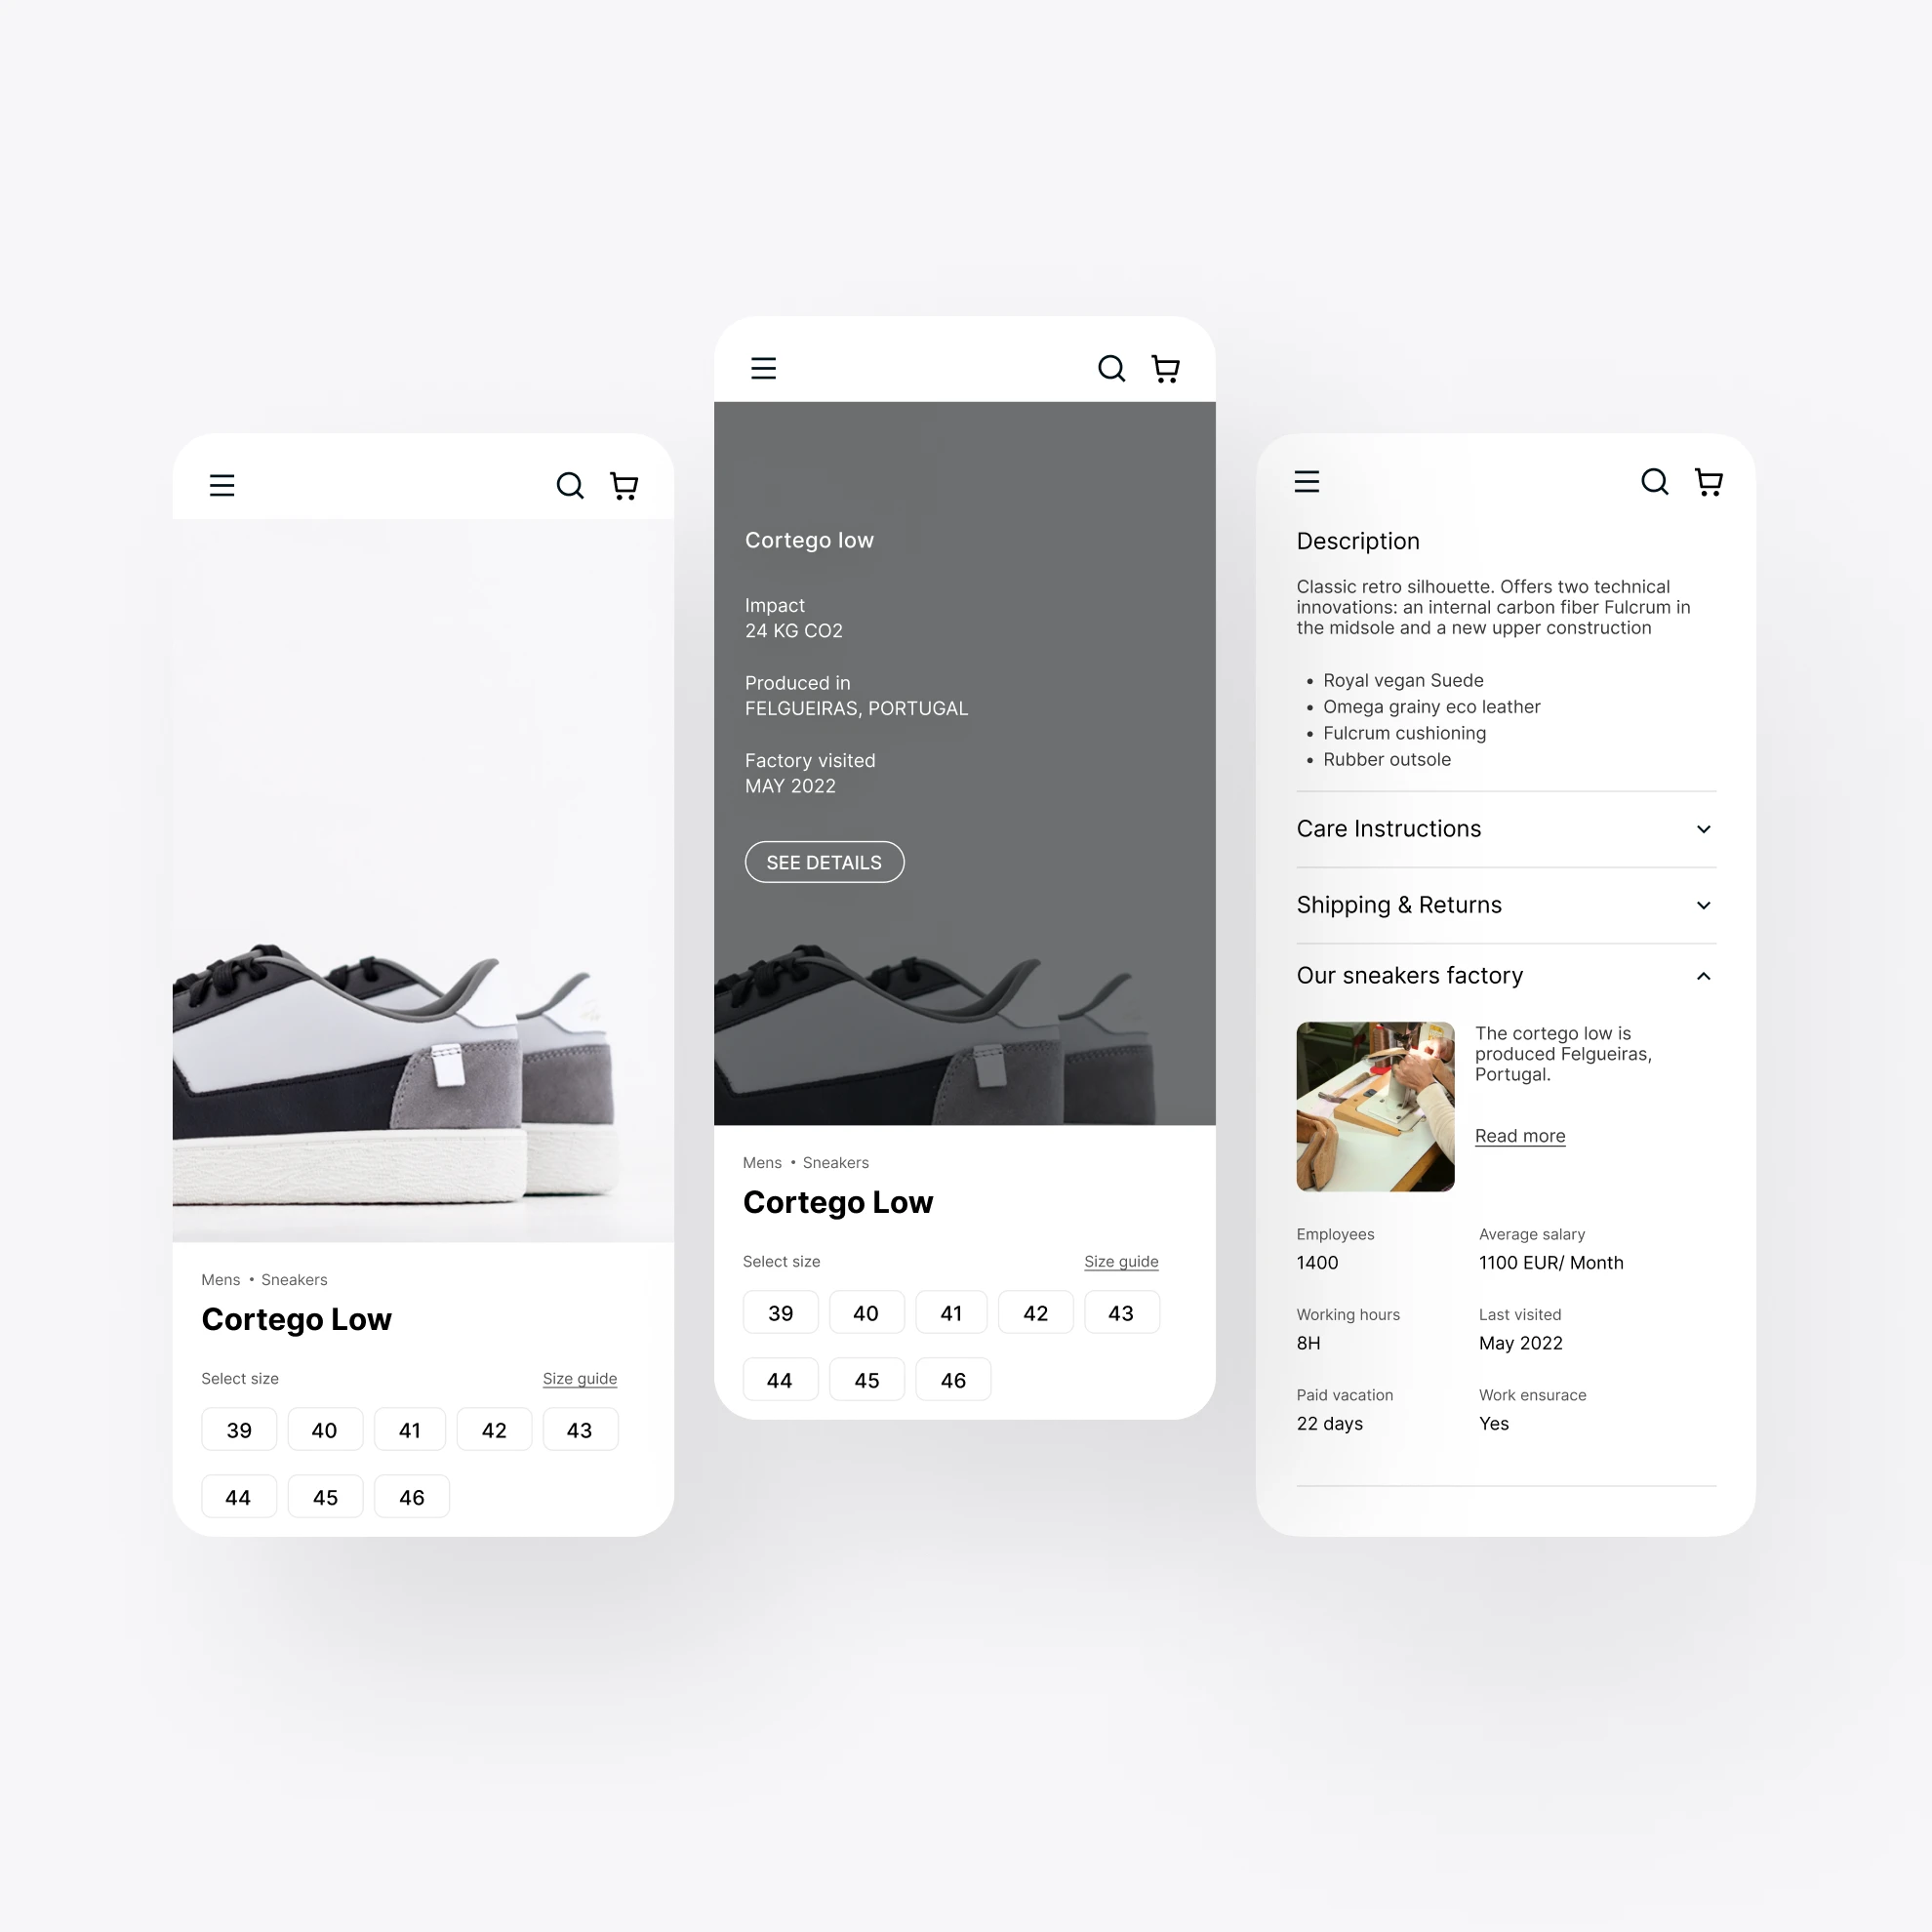 Mens • Sneakers
Cortego Low
Select size
Size guide
39 40 41 42 43
44 45 46
Cortego low
Impact
24 KG CO2
Produced in
FELGUEIRAS, PORTUGAL
Factory visited
MAY 2022
SEE DETAILS
Mens • Sneakers
Cortego Low
Select size
Size guide
39 40 41 42 43
44 45 46
Description
Classic retro silhouette. Offers two technical
innovations: an internal carbon fiber Fulcrum in
the midsole and a new upper construction
• Royal vegan Suede
• Omega grainy eco leather
• Fulcrum cushioning
• Rubber outsole
Care Instructions
Shipping & Returns
Our sneakers factory
The cortego low is
produced Felgueiras,
Portugal.
Read more
Employees
1400
Average salary
1100 EUR/ Month
Working hours
8H
Last visited
May 2022
Paid vacation
22 days
Work ensurace
Yes